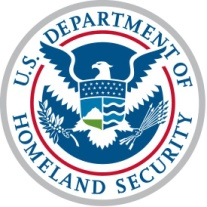 U.S. DEPARTMENT OF
HOMELAND SECURITY